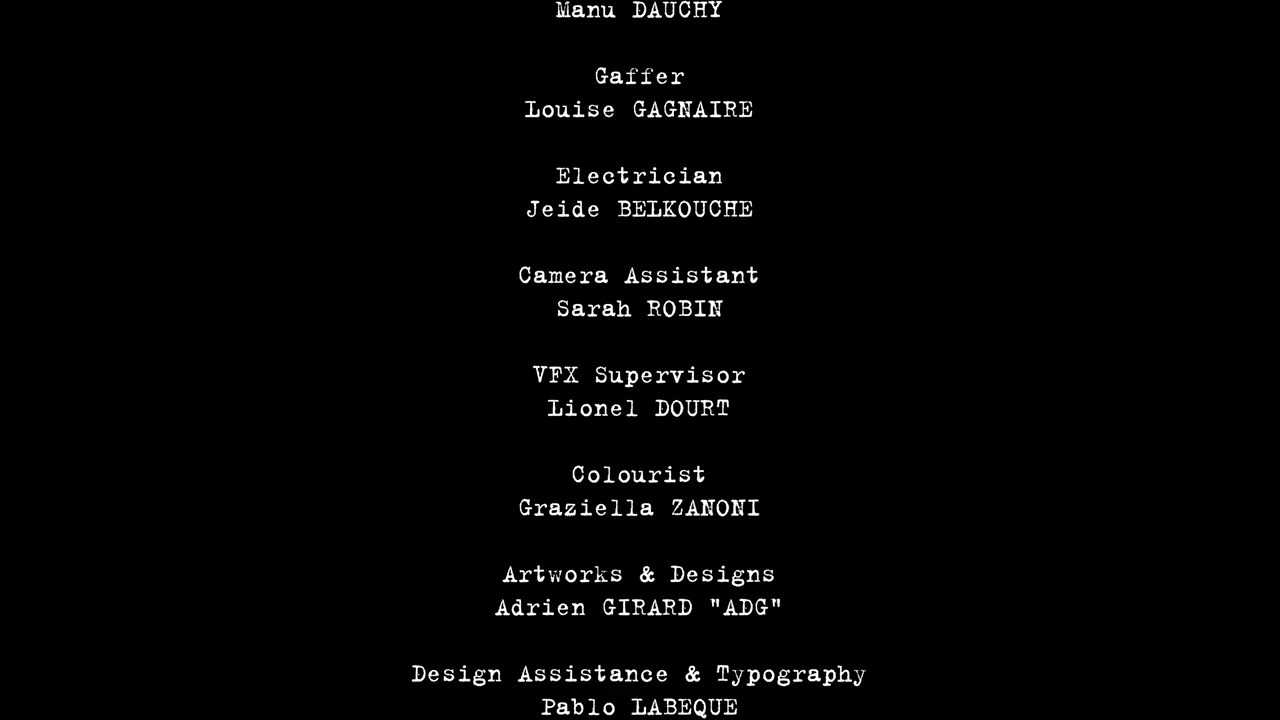 Manu DAUCHY
Gaffer
Louise GAGNAIRE
Electrician
Jeide BELKOUCHE
Camera Assistant
Sarah ROBIN
VFX Supervisor
Lionel DOURT
Colourist
Graziella ZANONI
Artworks & Designs
Adrien GIRARD "ADG"
Design Assistance & Typography
Pablo LABEQUE